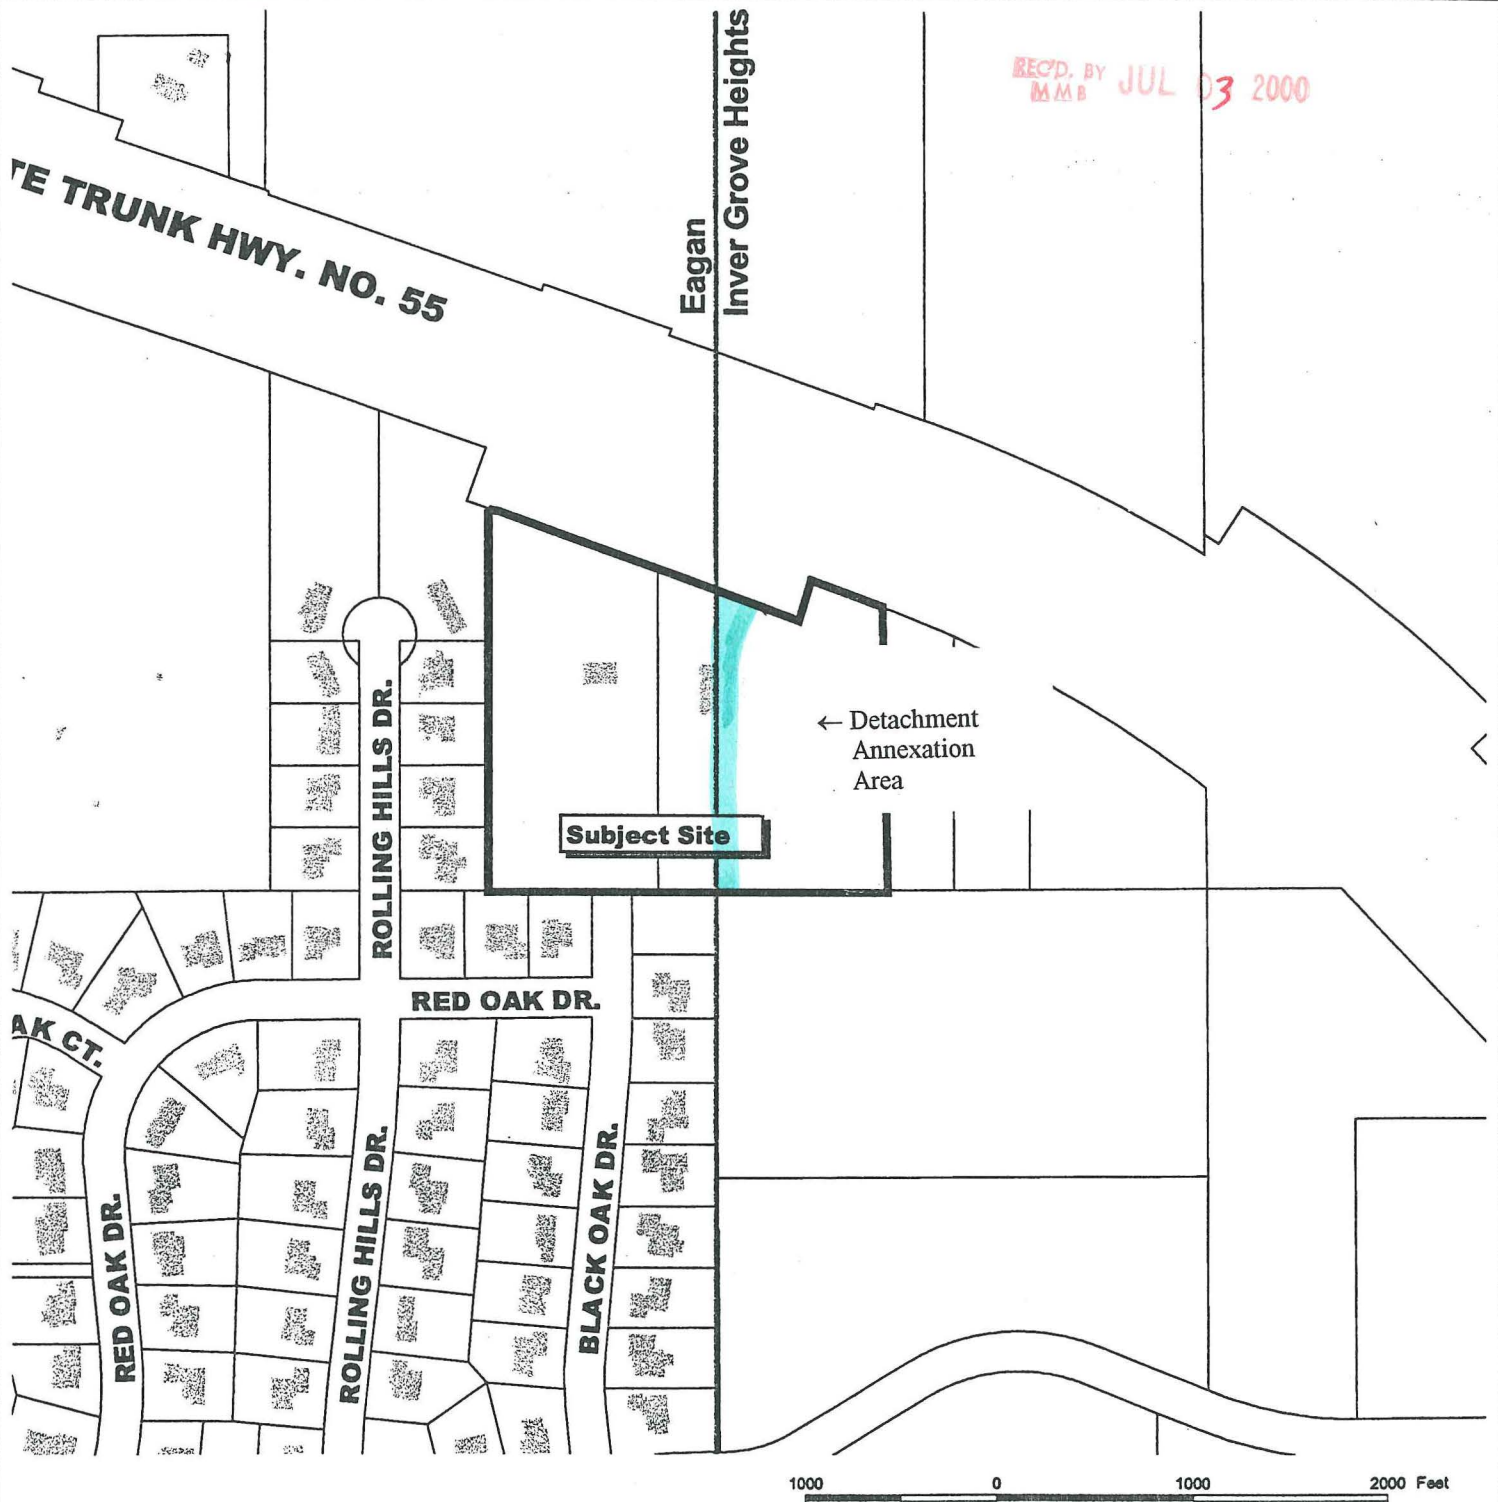 REC'D. BY
MMB
JUL 03 2000
Eagan
Inver Grove Heights
TE TRUNK HWY. NO. 55
ROLLING HILLS DR.
← Detachment
Annexation
Area
Subject Site
RED OAK DR.
AK CT.
RED OAK DR.
ROLLING HILLS DR.
BLACK OAK DR.
1000 0 1000 2000 Feet